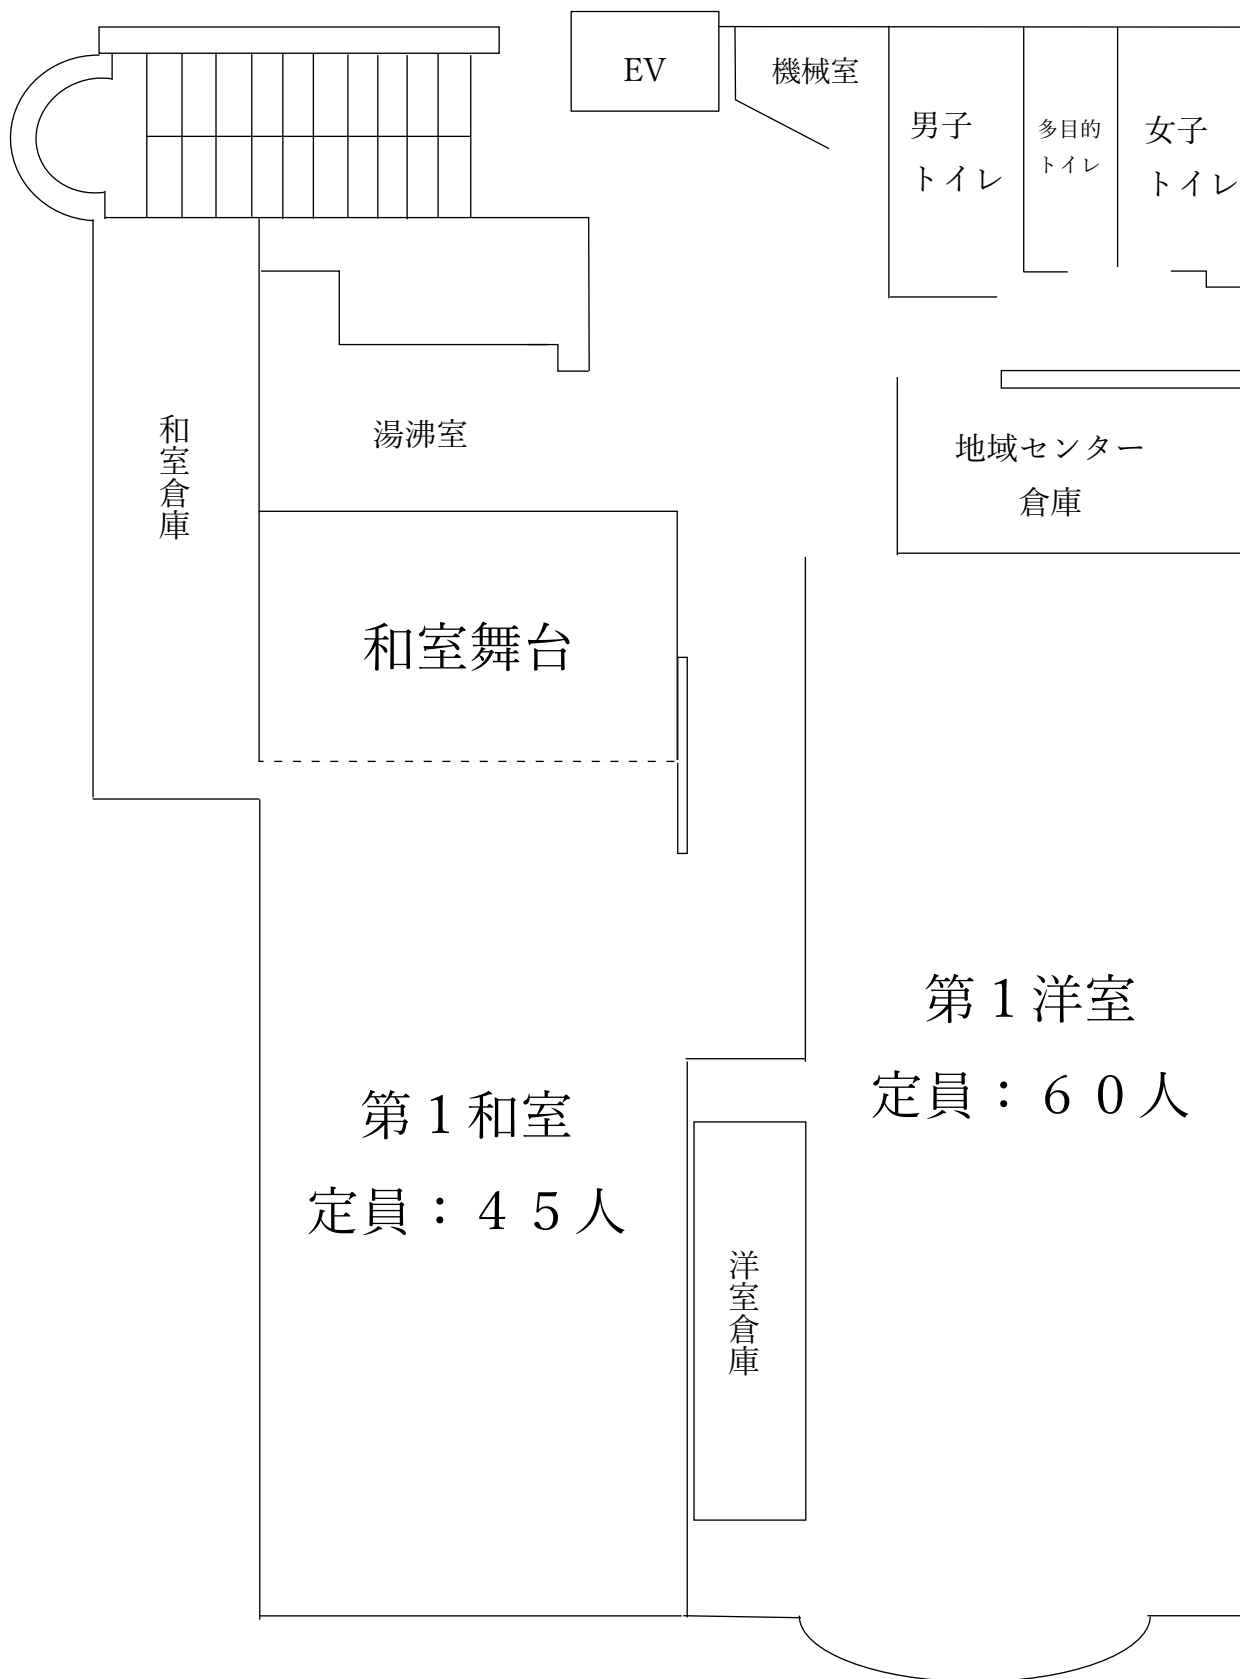 EV
機械室
男子
トイレ
多目的
トイレ
女子
トイレ
和室倉庫
湯沸室
地域センター
倉庫
和室舞台
第１洋室
定員：６０人
第１和室
定員：４５人
洋室倉庫